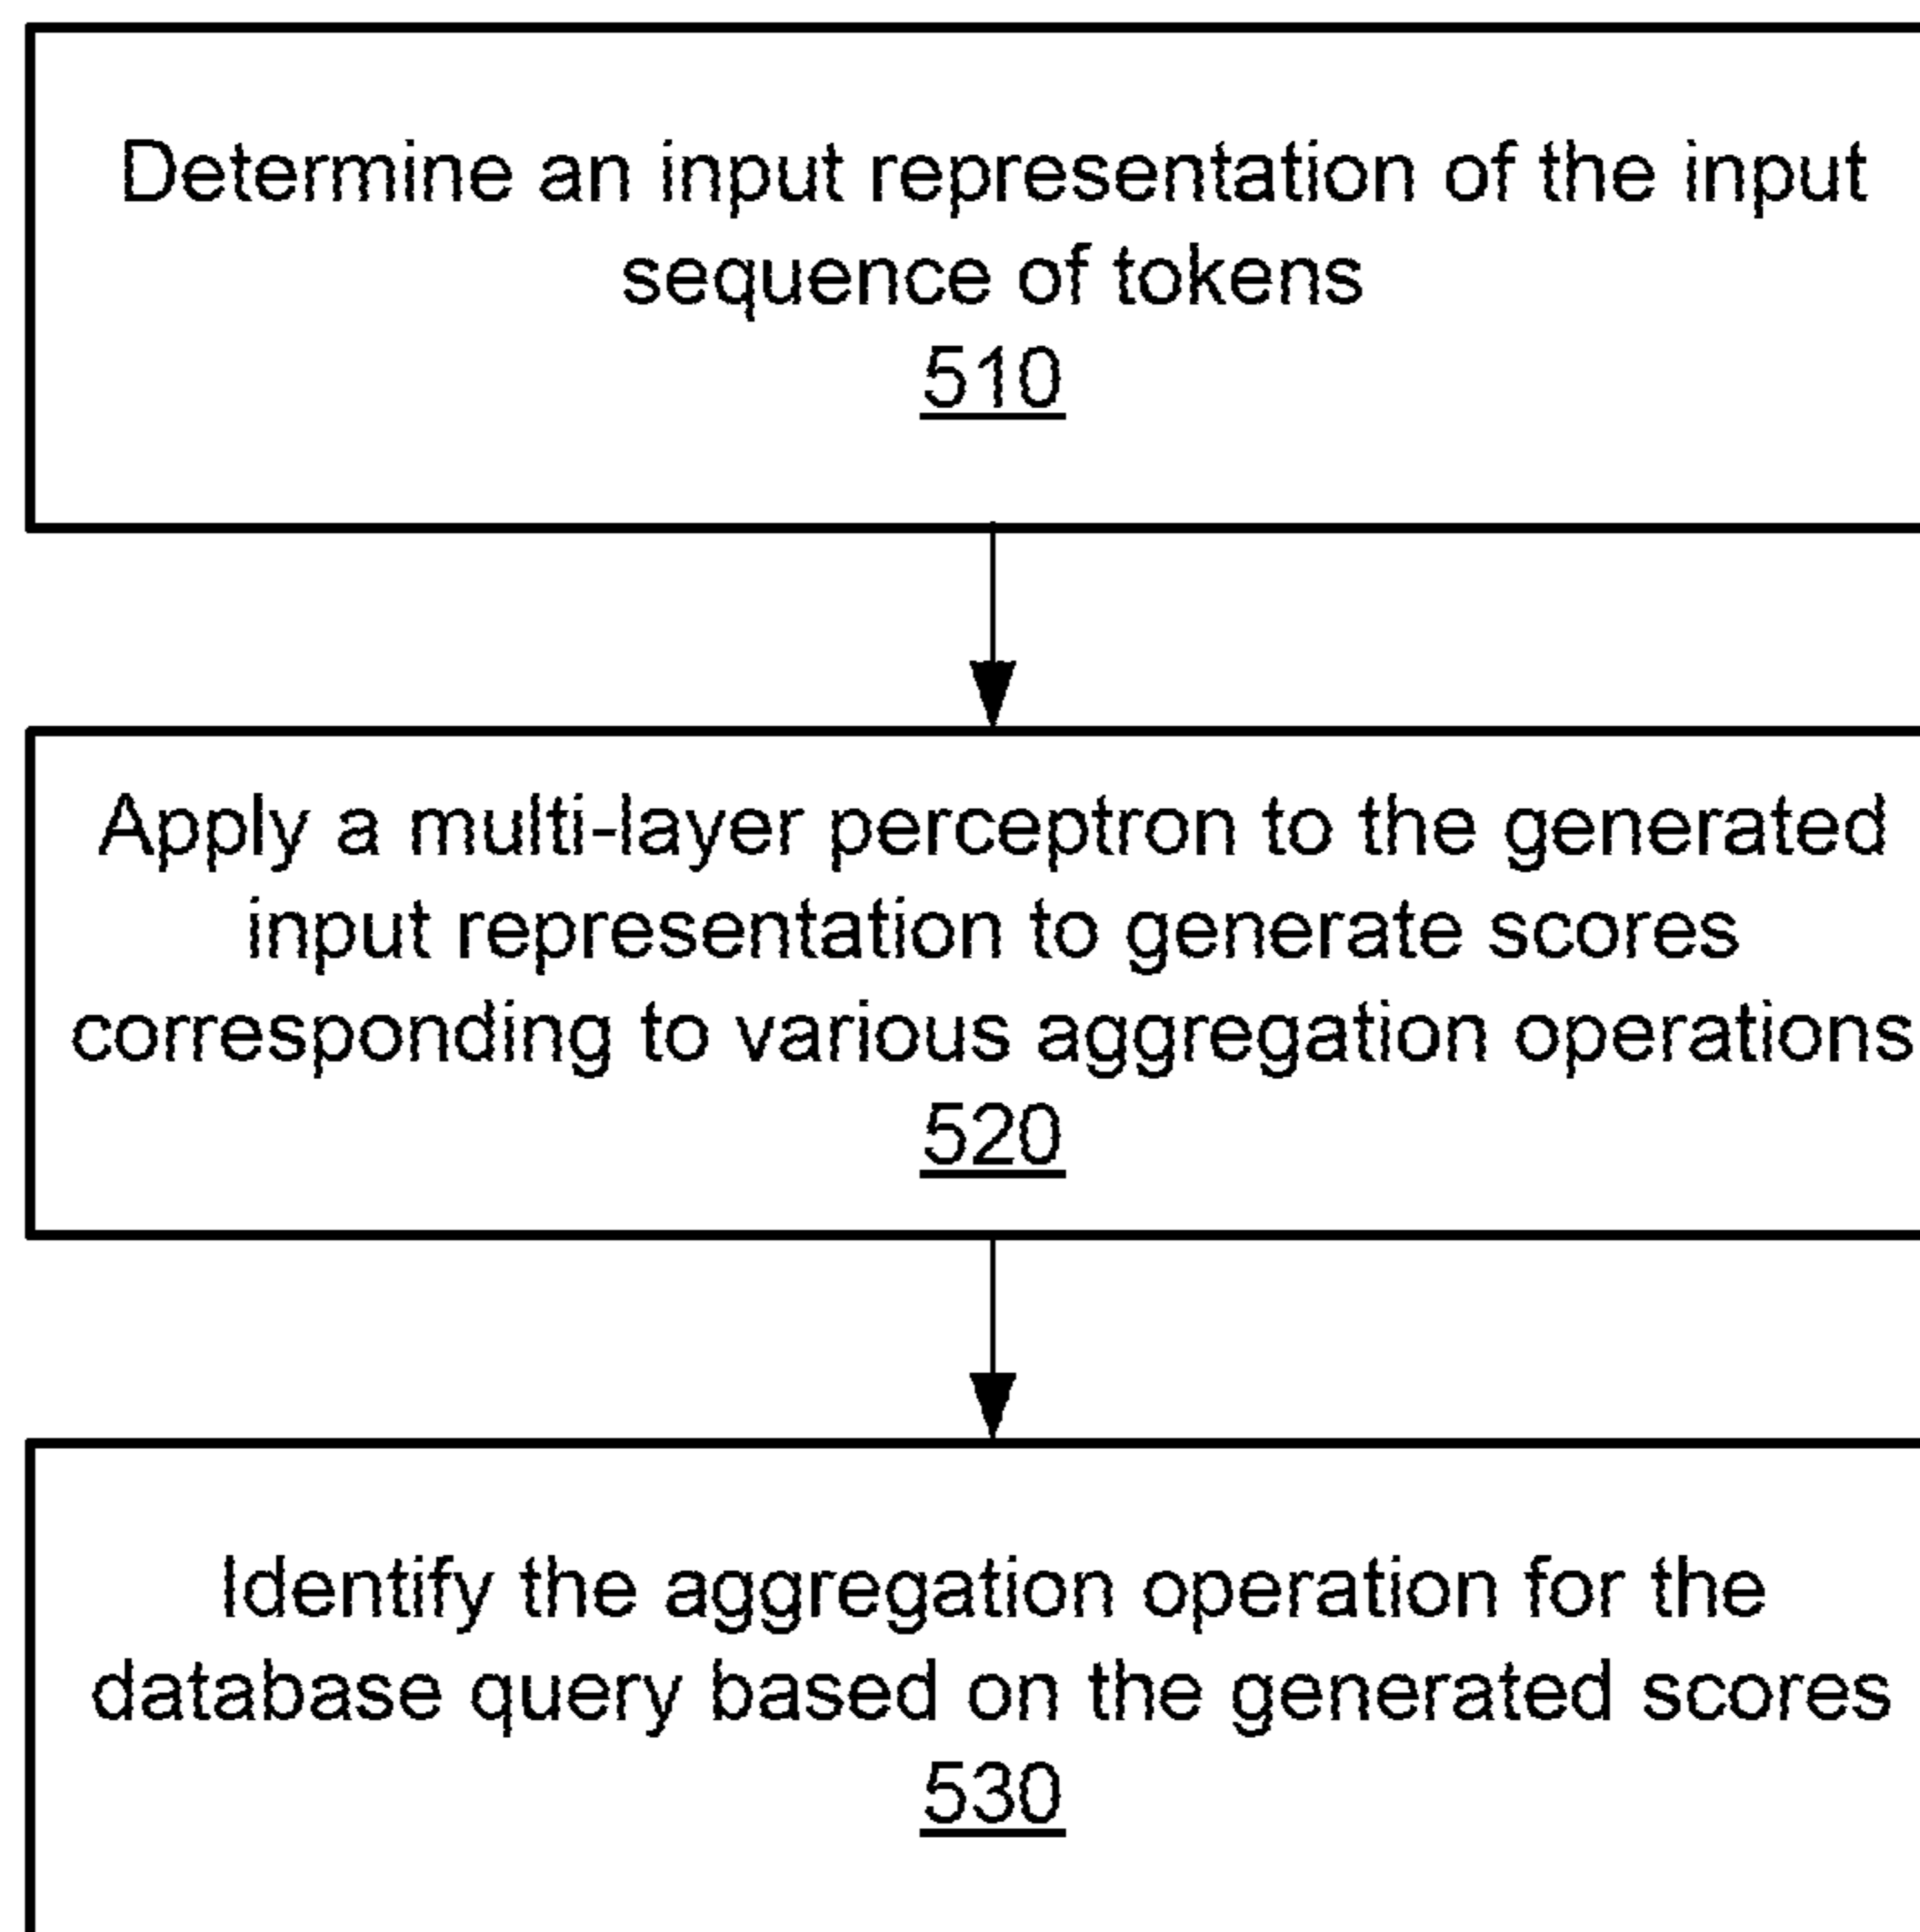 Determine an input representation of the input
sequence of tokens
510
Apply a multi-layer perceptron to the generated
input representation to generate scores
corresponding to various aggregation operations
520
Identify the aggregation operation for the
database query based on the generated scores
530